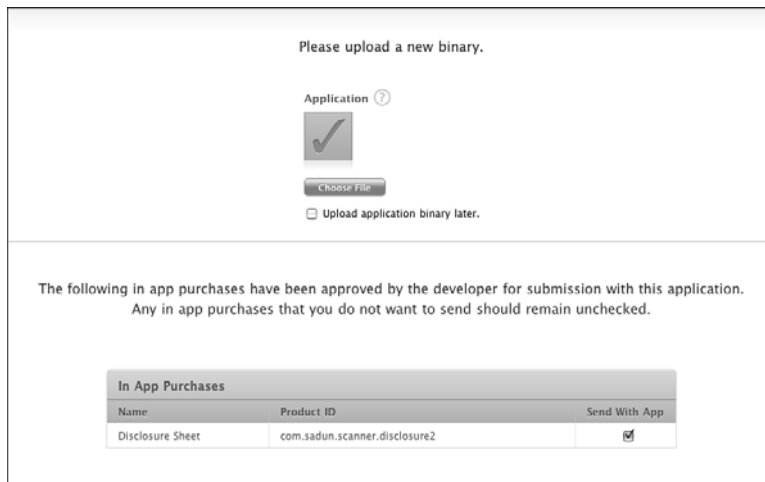 Please upload a new binary.
Application ?
Choose File
Upload application binary later.
The following in app purchases have been approved by the developer for submission with this application.
Any in app purchases that you do not want to send should remain unchecked.
In App Purchases
Name Product ID Send With App
Disclosure Sheet com.sadun.scanner.disclosure2